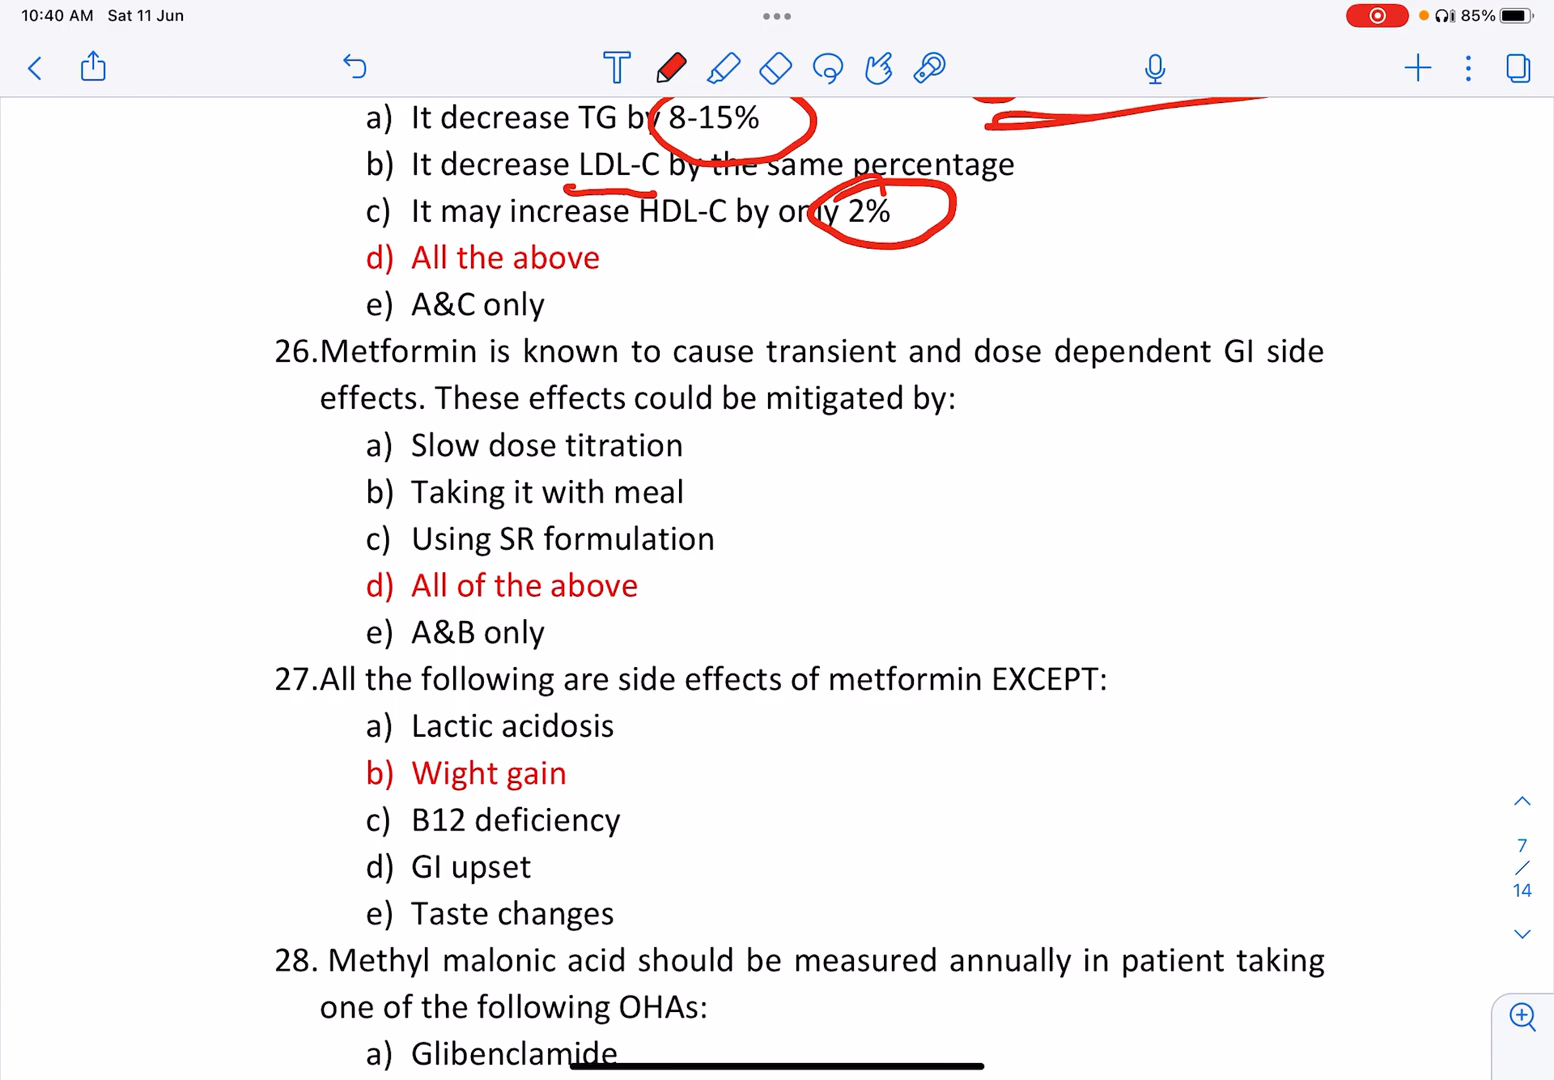 10:40 AM Sat 11 Jun
85%
a) It decrease TG by 8-15%
b) It decrease LDL-C by the same percentage
c) It may increase HDL-C by only 2%
d) All the above
e) A&C only
26.Metformin is known to cause transient and dose dependent GI side
effects. These effects could be mitigated by:
a) Slow dose titration
b) Taking it with meal
c) Using SR formulation
d) All of the above
e) A&B only
27.All the following are side effects of metformin EXCEPT:
a) Lactic acidosis
b) Wight gain
c) B12 deficiency
d) GI upset
e) Taste changes
7
/
14
28. Methyl malonic acid should be measured annually in patient taking
one of the following OHAs:
a) Glibenclamide